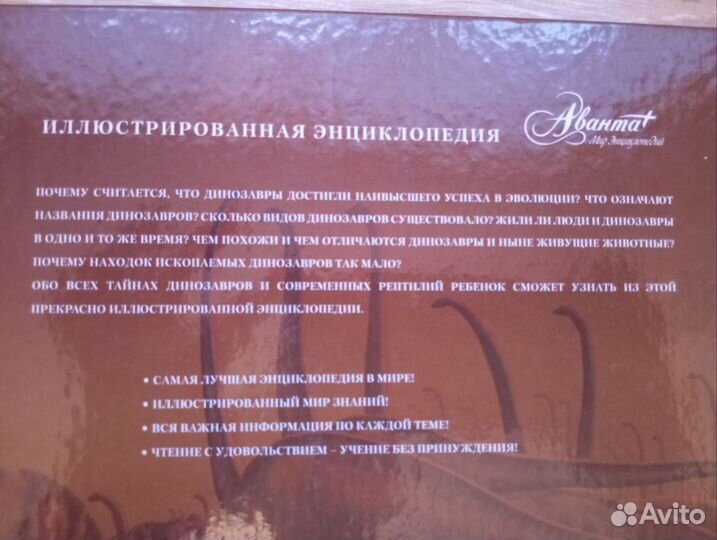 ИЛЛЮСТРИРОВАННАЯ ЭНЦИКЛОПЕДИЯ
Аванта+
Мир Энциклопедий
ПОЧЕМУ СЧИТАЕТСЯ, ЧТО ДИНОЗАВРЫ ДОСТИГЛИ НАИВЫСШЕГО УСПЕХА В ЭВОЛЮЦИИ? ЧТО ОЗНАЧАЮТ
НАЗВАНИЯ ДИНОЗАВРОВ? СКОЛЬКО ВИДОВ ДИНОЗАВРОВ СУЩЕСТВОВАЛО? ЖИЛИ ЛИ ЛЮДИ И ДИНОЗАВРЫ
В ОДНО И ТО ЖЕ ВРЕМЯ? ЧЕМ ПОХОЖИ И ЧЕМ ОТЛИЧАЮТСЯ ДИНОЗАВРЫ И НЫНЕ ЖИВУЩИЕ ЖИВОТНЫЕ?
ПОЧЕМУ НАХОДОК ИСКОПАЕМЫХ ДИНОЗАВРОВ ТАК МАЛО?
ОБО ВСЕХ ТАЙНАХ ДИНОЗАВРОВ И СОВРЕМЕННЫХ РЕПТИЛИЙ РЕБЕНОК СМОЖЕТ УЗНАТЬ ИЗ ЭТОЙ
ПРЕКРАСНО ИЛЛЮСТРИРОВАННОЙ ЭНЦИКЛОПЕДИИ.
• САМАЯ ЛУЧШАЯ ЭНЦИКЛОПЕДИЯ В МИРЕ!
• ИЛЛЮСТРИРОВАННЫЙ МИР ЗНАНИЙ!
• ВСЯ ВАЖНАЯ ИНФОРМАЦИЯ ПО КАЖДОЙ ТЕМЕ!
• ЧТЕНИЕ С УДОВОЛЬСТВИЕМ – УЧЕНИЕ БЕЗ ПРИНУЖДЕНИЯ!
Avito